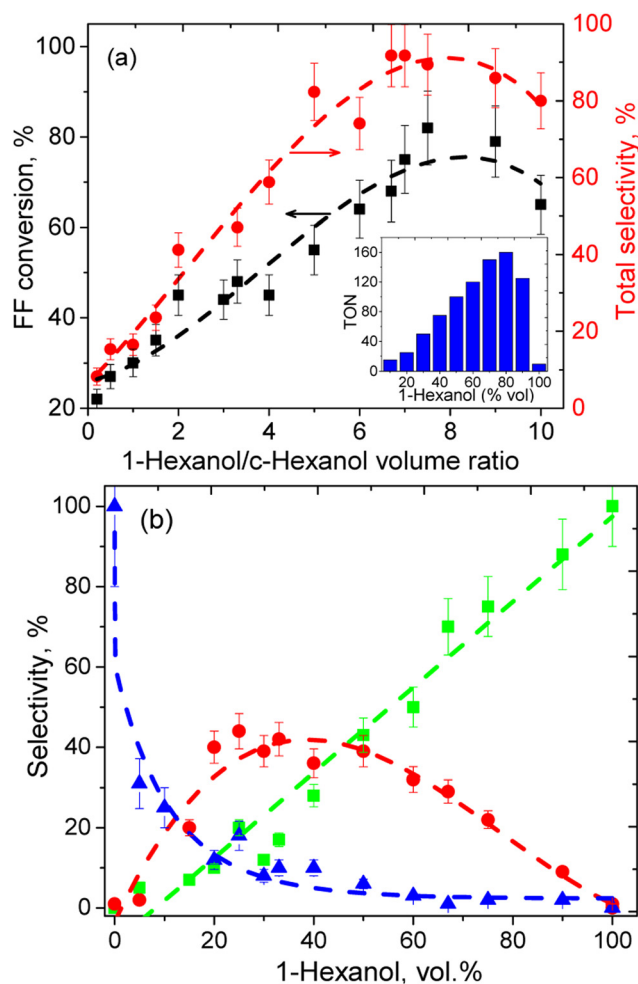 (a)
FF conversion, %
100
80
60
40
20
100
80
60
40
20
0
Total selectivity, %
TON
160
120
80
40
0
20 40 60 80 100
1-Hexanol (% vol)
0 2 4 6 8 10
1-Hexanol/c-Hexanol volume ratio
(b)
Selectivity, %
100
80
60
40
20
0
0 20 40 60 80 100
1-Hexanol, vol.%